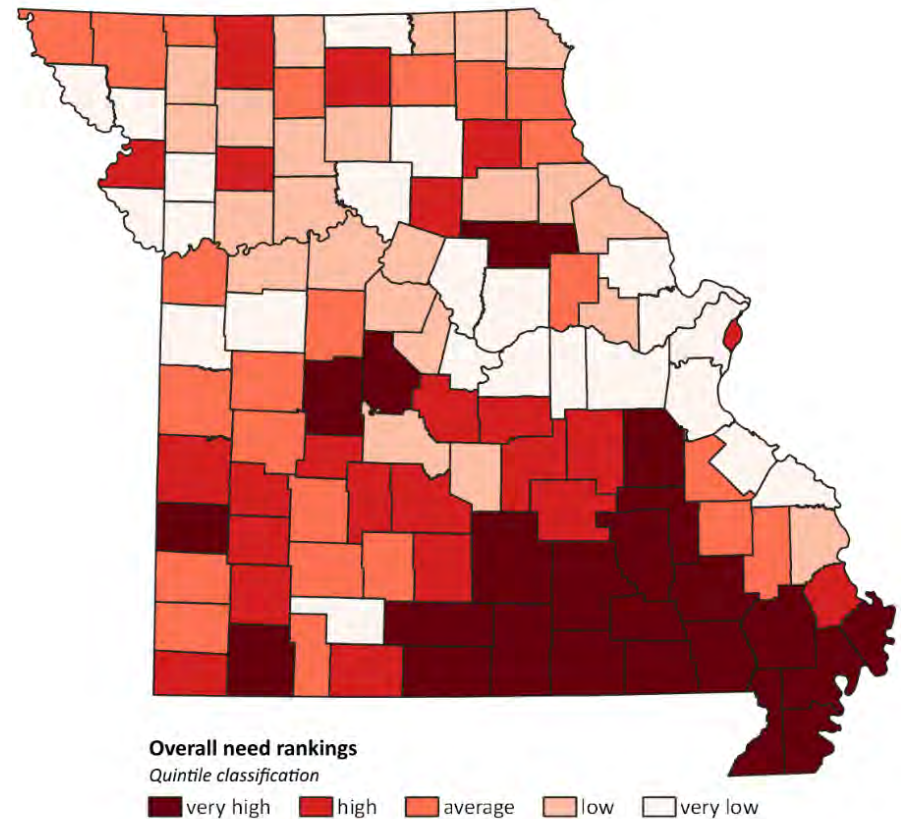 Overall need rankings
Quintile classification
very high high average low very low